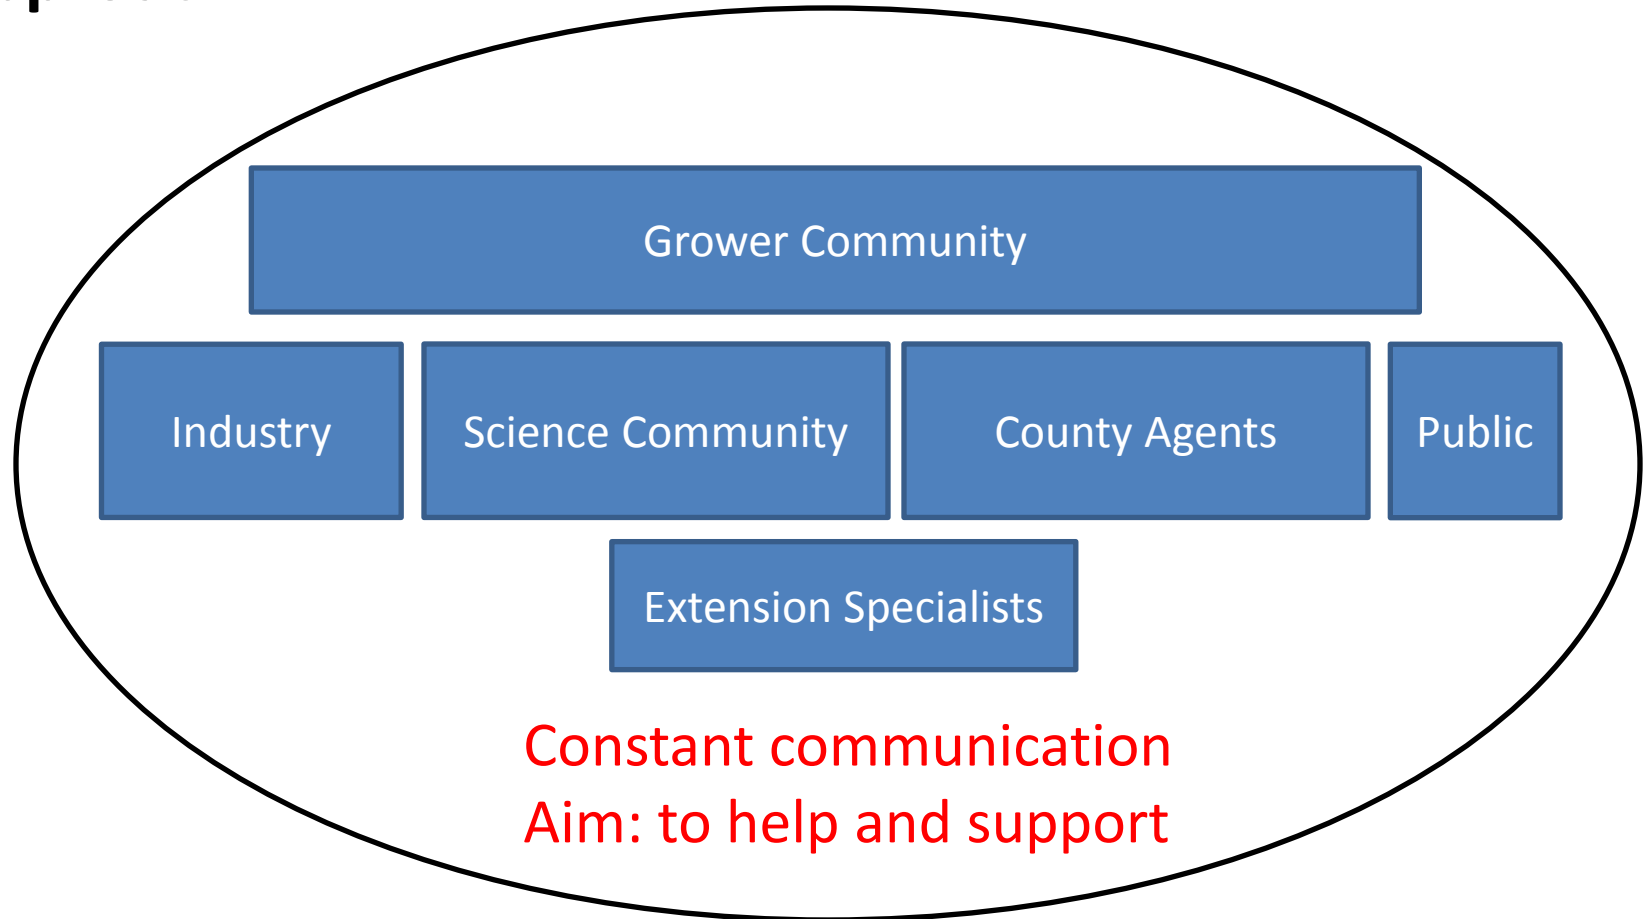 Grower Community
Industry
Science Community
County Agents
Public
Extension Specialists
Constant communication
Aim: to help and support